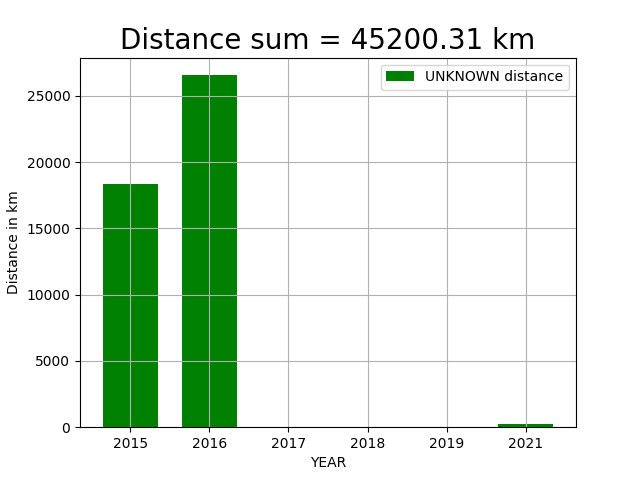 Distance sum = 45200.31 km
UNKNOWN distance
25000
20000
15000
10000
5000
0
Distance in km
2015 2016 2017 2018 2019 2021
YEAR